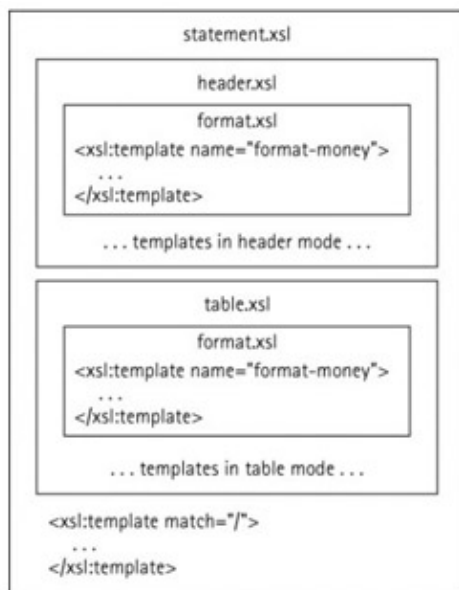 statement.xsl
header.xsl
format.xsl
<xsl:template name="format-money">
. . .
</xsl:template>
. . . templates in header mode . . .
table.xsl
format.xsl
<xsl:template name="format-money">
. . .
</xsl:template>
. . . templates in table mode . . .
<xsl:template match="/">
. . .
</xsl:template>